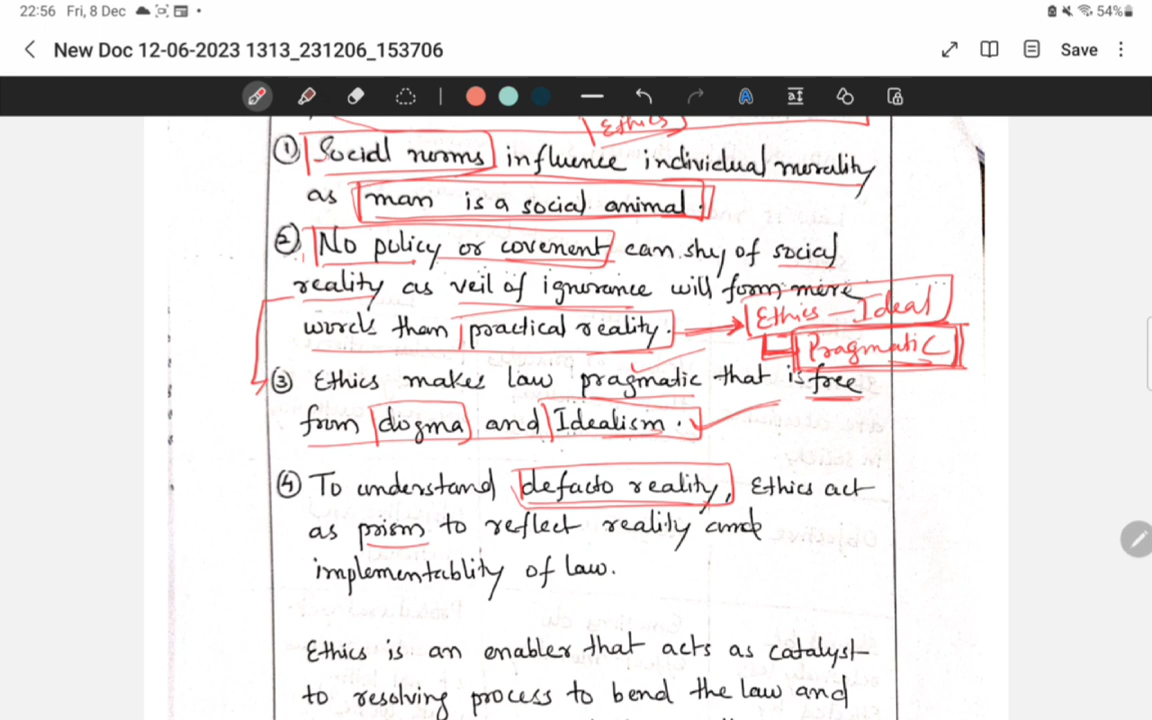 22:56 Fri, 8 Dec 54%
New Doc 12-06-2023 1313_231206_153706
Save
Ethics
① Social norms influence individual morality
as man is a social animal.
② No policy or covenent can shy of social
reality as veil of ignorance will form mere
words than practical reality. → Ethics - Ideal
Pragmatic
③ Ethics makes law pragmatic that is free
from dogma and Idealism.
④ To understand defacto reality, Ethics act
as prism to reflect reality and
implementablity of law.
Ethics is an enabler that acts as catalyst
to resolving process to bend the law and